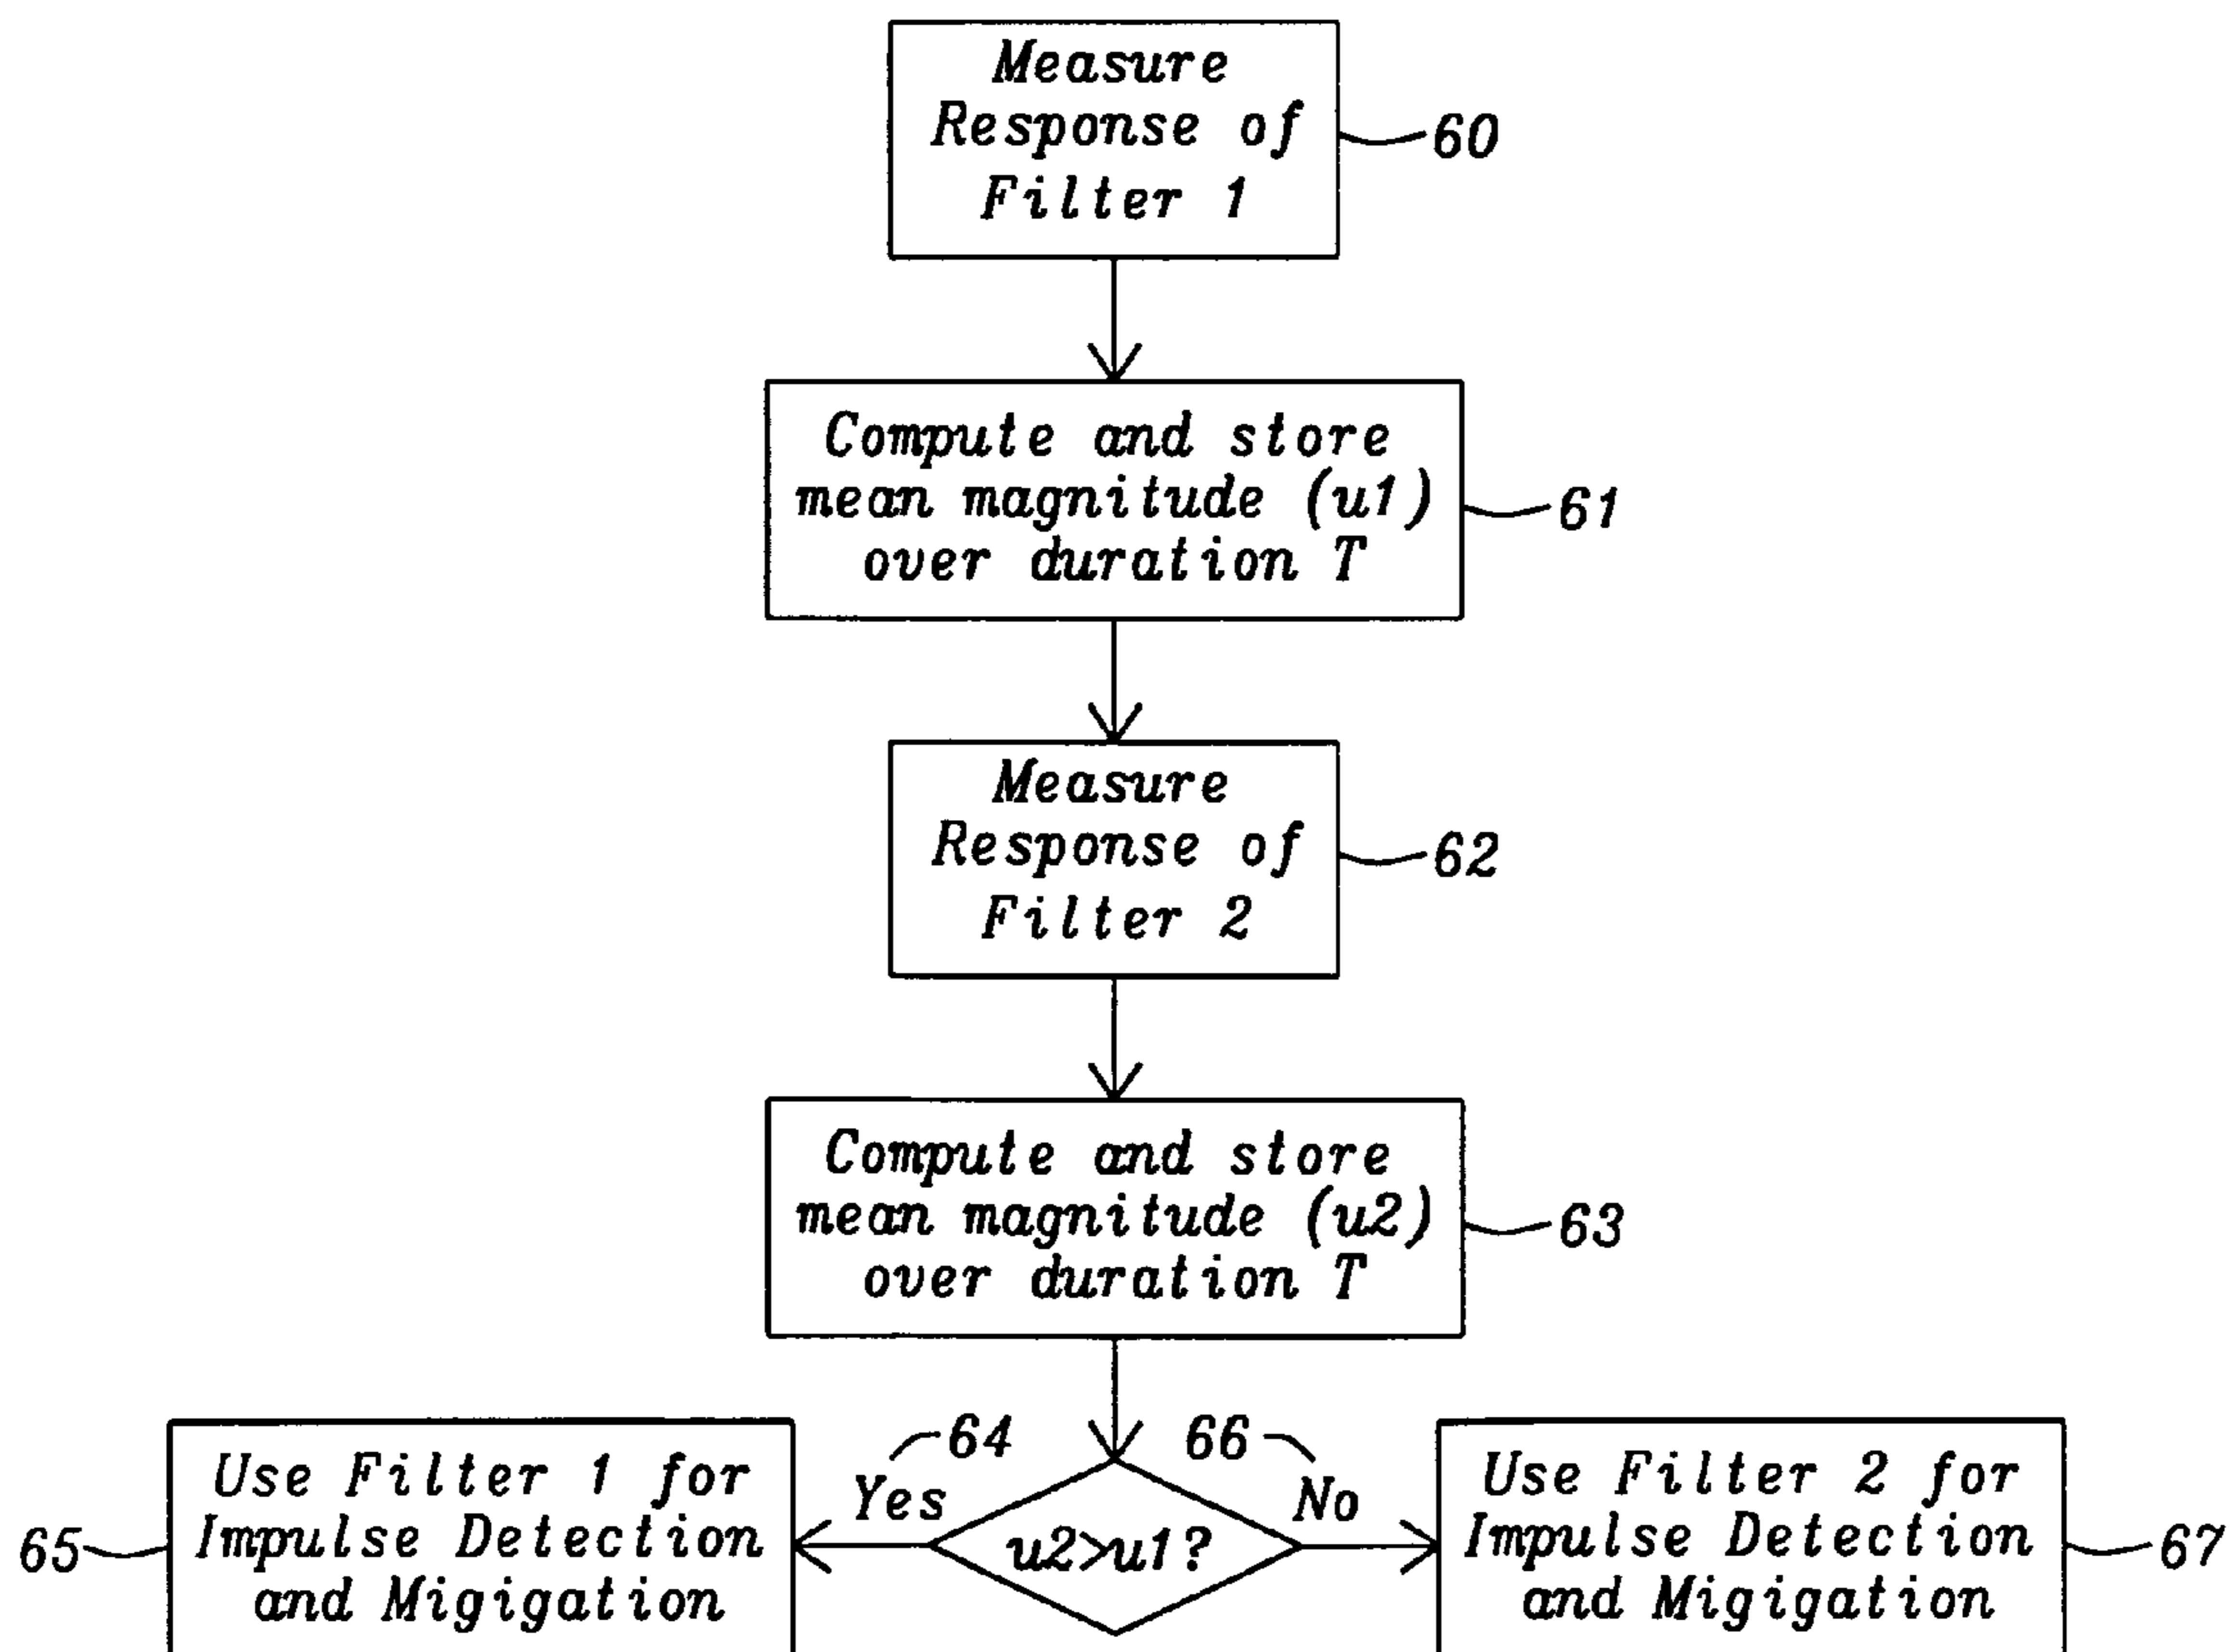 Measure
Response of
Filter 1
60
Compute and store
mean magnitude (u1)
over duration T
61
Measure
Response of
Filter 2
62
Compute and store
mean magnitude (u2)
over duration T
63
64
66
Yes
No
u2>u1?
Use Filter 1 for
Impulse Detection
and Migigation
65
Use Filter 2 for
Impulse Detection
and Migigation
67